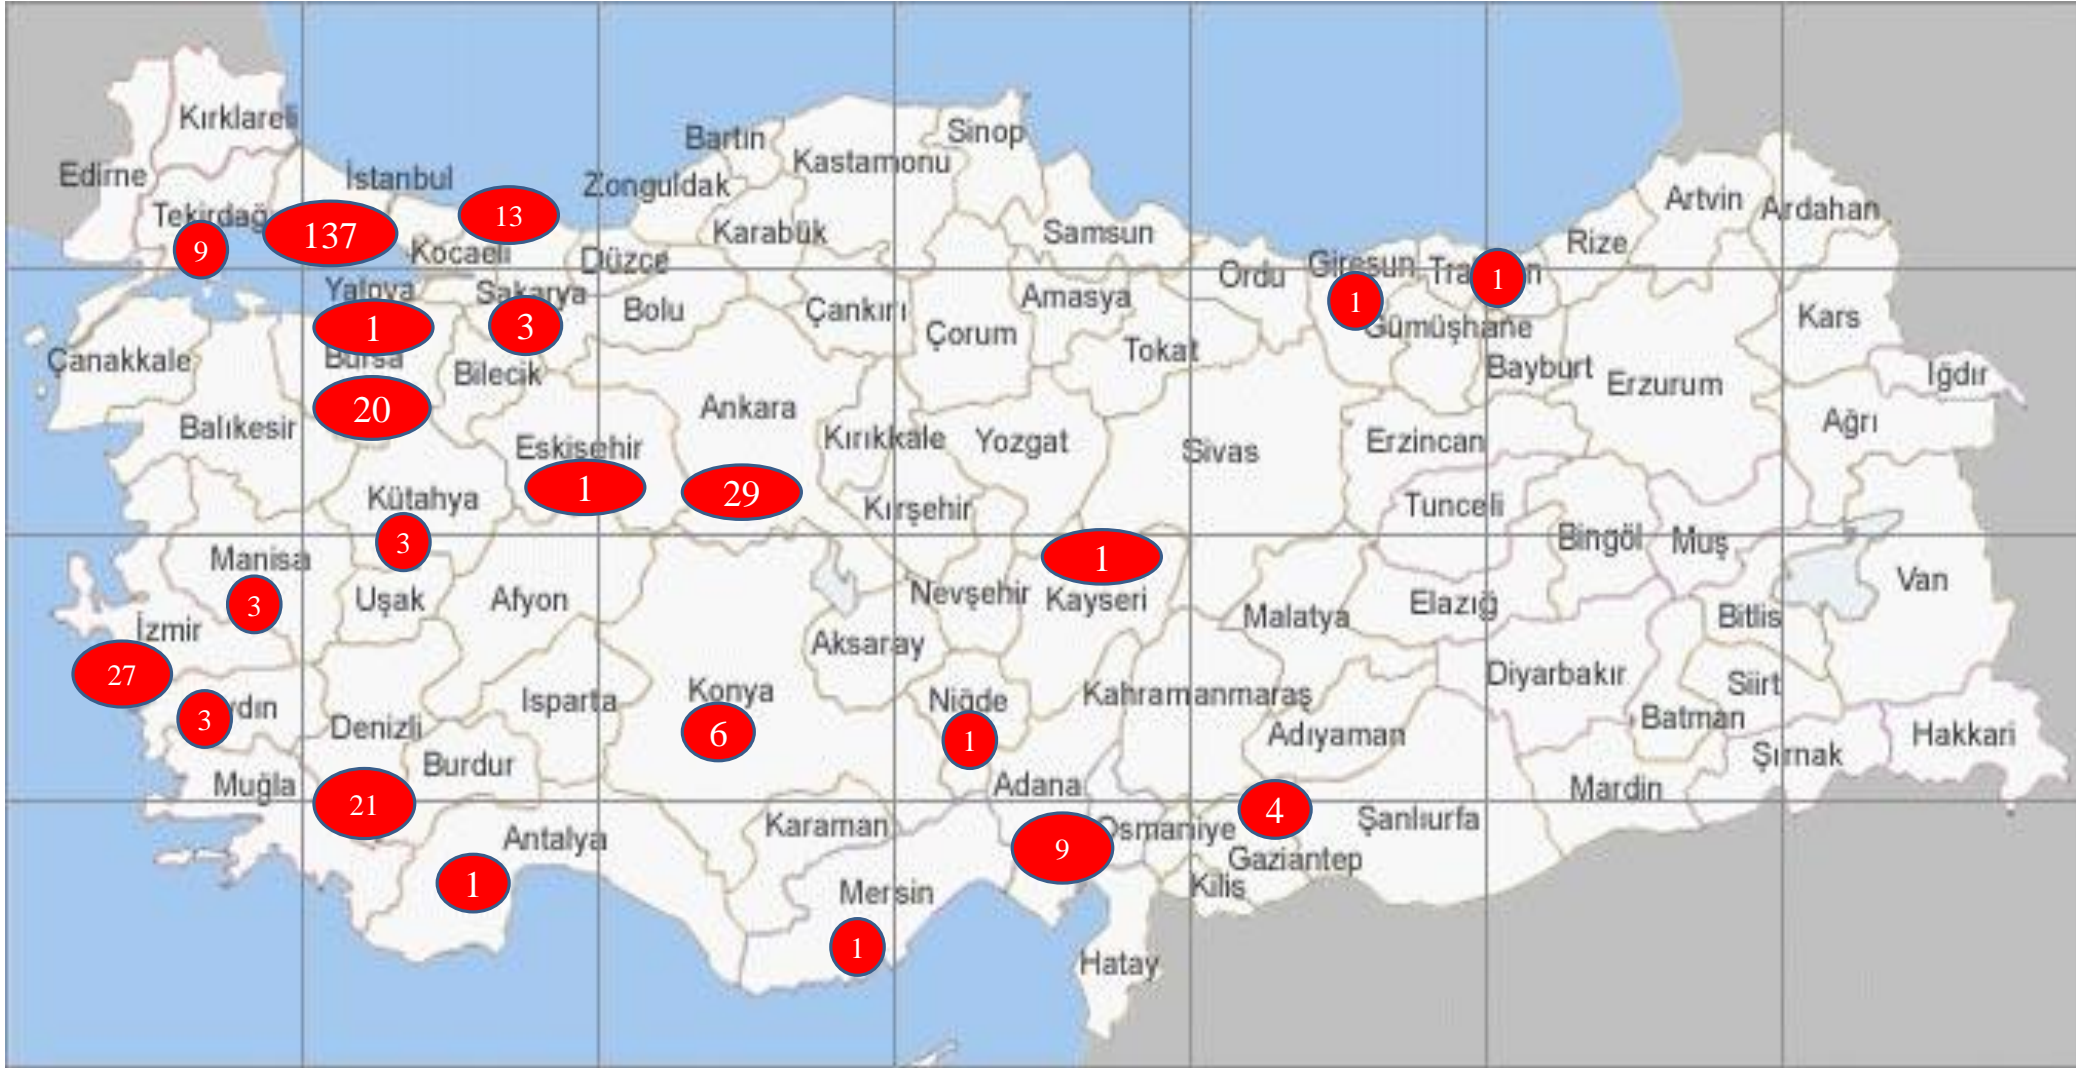 Kırklareli
Edirne
Tekirdağ
9
İstanbul
137
13
Kocaeli
Yalova
1
Sakarya
3
Düzce
Zonguldak
Bartın
Karabük
Kastamonu
Sinop
Samsun
Bolu
Çankırı
Çorum
Amasya
Tokat
Ordu
Giresun
1
1
Gümüşhane
Bayburt
Rize
Artvin
Ardahan
Kars
Iğdır
Ağrı
Erzurum
Erzincan
Çanakkale
Balıkesir
Bursa
20
Bilecik
Eskişehir
1
Ankara
29
Kırıkkale
Yozgat
Sivas
Kırşehir
Kütahya
3
Manisa
3
İzmir
27
Uşak
Afyon
Nevşehir
1
Kayseri
Aksaray
Malatya
Elazığ
Tunceli
Bingöl
Muş
Bitlis
Van
3
Denizli
Isparta
Burdur
Konya
6
Niğde
1
Kahramanmaraş
Adıyaman
Diyarbakır
Siirt
Batman
Şırnak
Hakkari
Mardin
Muğla
21
Antalya
1
Karaman
Mersin
1
Adana
9
Osmaniye
4
Gaziantep
Kilis
Şanlıurfa
Hatay